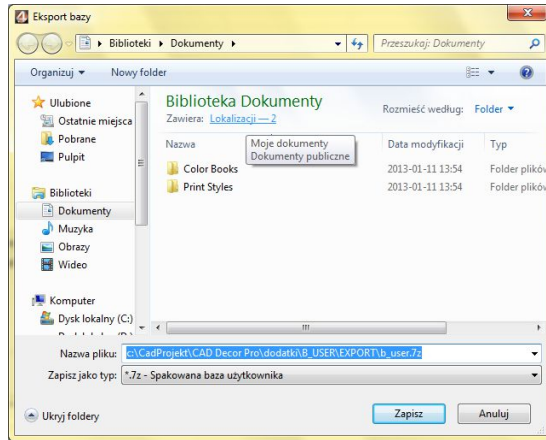 Eksport bazy
Biblioteki ▸ Dokumenty ▸
Przeszukaj: Dokumenty
Organizuj
Nowy folder
Ulubione
Ostatnie miejsca
Pobrane
Pulpit
Biblioteki
Dokumenty
Muzyka
Obrazy
Wideo
Komputer
Dysk lokalny (C:)
Biblioteka Dokumenty
Zawiera: Lokalizacji — 2
Rozmieść według: Folder
Nazwa
Data modyfikacji
Typ
Moje dokumenty
Dokumenty publiczne
Color Books 2013-01-11 13:54 Folder plików
Print Styles 2013-01-11 13:54 Folder plików
Nazwa pliku: c:\CadProjekt\CAD Decor Pro\dodatki\B_USER\EXPORT\b_user.7z
Zapisz jako typ: *.7z - Spakowana baza użytkownika
Ukryj foldery
Zapisz
Anuluj